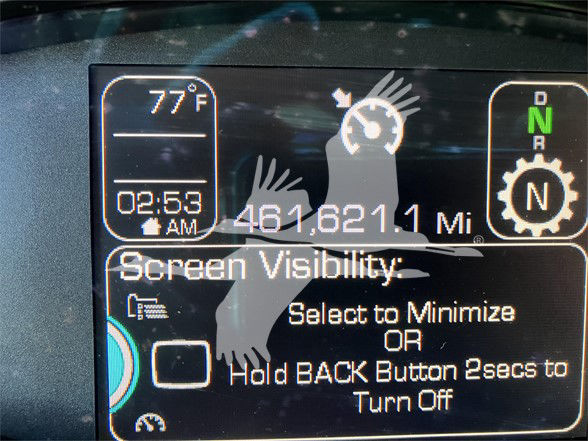 77°F
D
N
R
N
02:53
AM
461,621.1 Mi
®
Screen Visibility:
Select to Minimize
OR
Hold BACK Button 2secs to
Turn Off